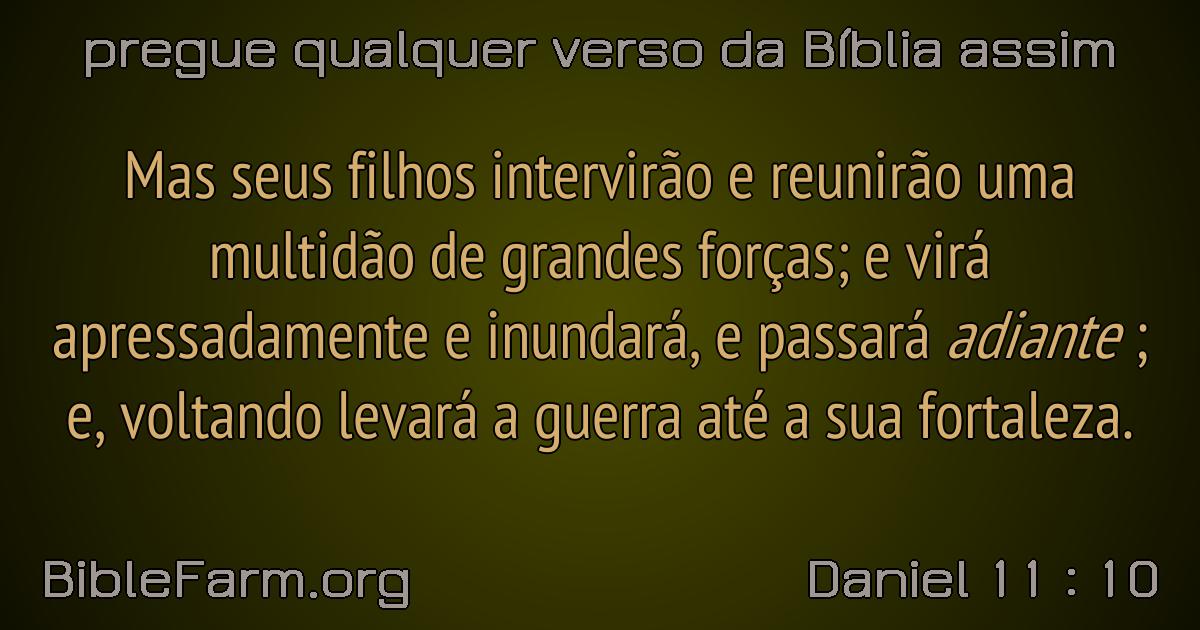 pregue qualquer verso da Bíblia assim
Mas seus filhos intervirão e reunirão uma
multidão de grandes forças; e virá
apressadamente e inundará, e passará adiante ;
e, voltando levará a guerra até a sua fortaleza.
BibleFarm.org
Daniel 11 : 10